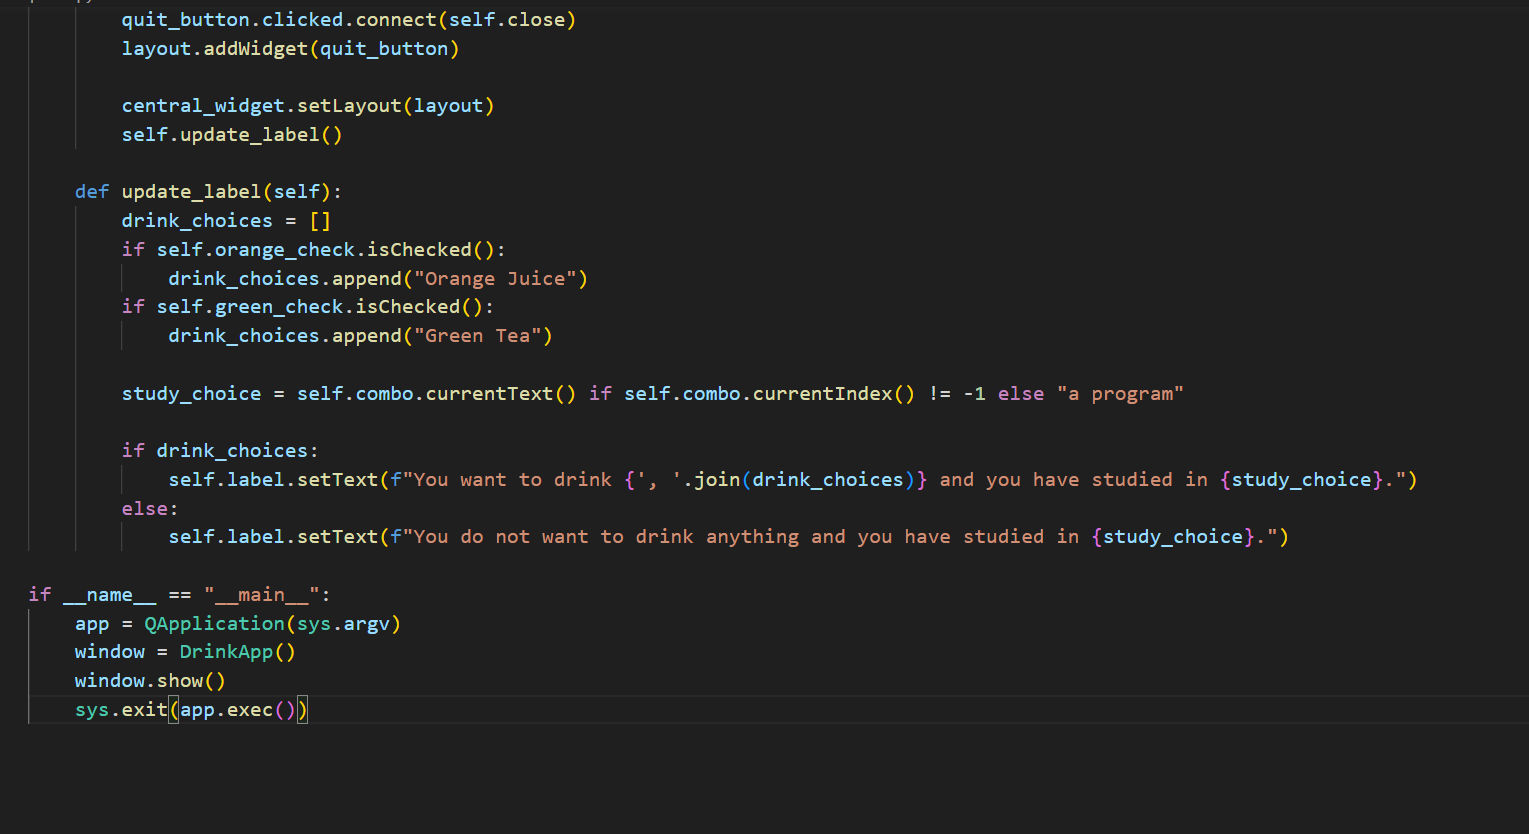 quit_button.clicked.connect(self.close)
layout.addWidget(quit_button)
central_widget.setLayout(layout)
self.update_label()
def update_label(self):
drink_choices = []
if self.orange_check.isChecked():
drink_choices.append("Orange Juice")
if self.green_check.isChecked():
drink_choices.append("Green Tea")
study_choice = self.combo.currentText() if self.combo.currentIndex() != -1 else "a program"
if drink_choices:
self.label.setText(f"You want to drink {', '.join(drink_choices)} and you have studied in {study_choice}.")
else:
self.label.setText(f"You do not want to drink anything and you have studied in {study_choice}.")
if __name__ == "__main__":
app = QApplication(sys.argv)
window = DrinkApp()
window.show()
sys.exit(app.exec())